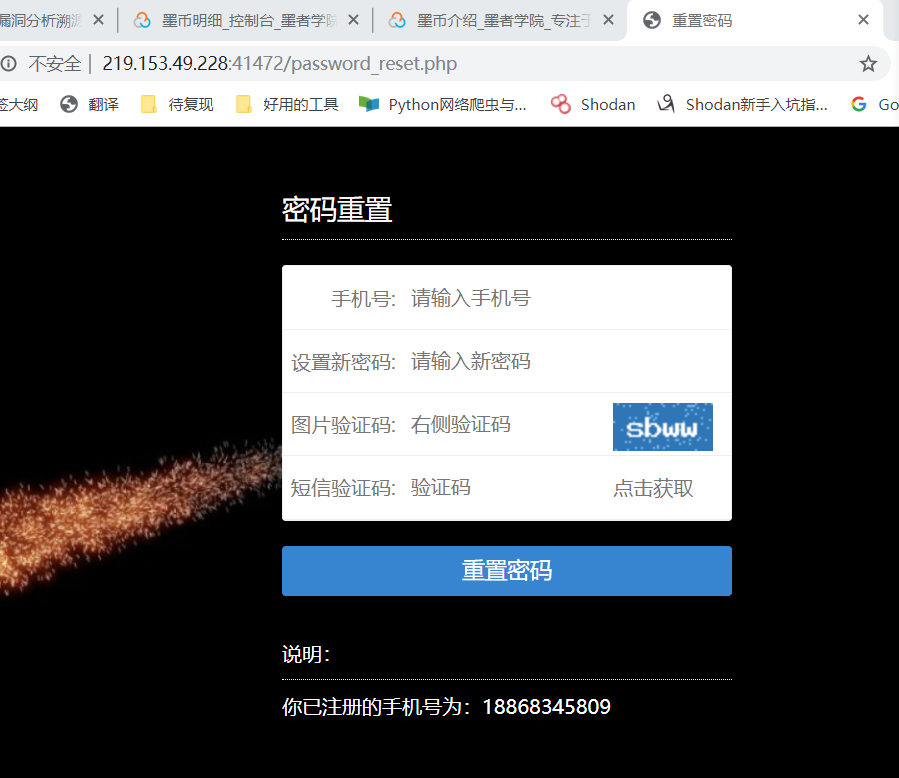 漏洞分析溯源 墨币明细_控制台_墨者学院 墨币介绍_墨者学院_专注于 重置密码
不安全 | 219.153.49.228:41472/password_reset.php
签大纲 翻译 待复现 好用的工具 Python网络爬虫与... Shodan Shodan新手入坑指... Go
密码重置
手机号: 请输入手机号
设置新密码: 请输入新密码
图片验证码: 右侧验证码 sbww
短信验证码: 验证码 点击获取
重置密码
说明：
你已注册的手机号为：18868345809